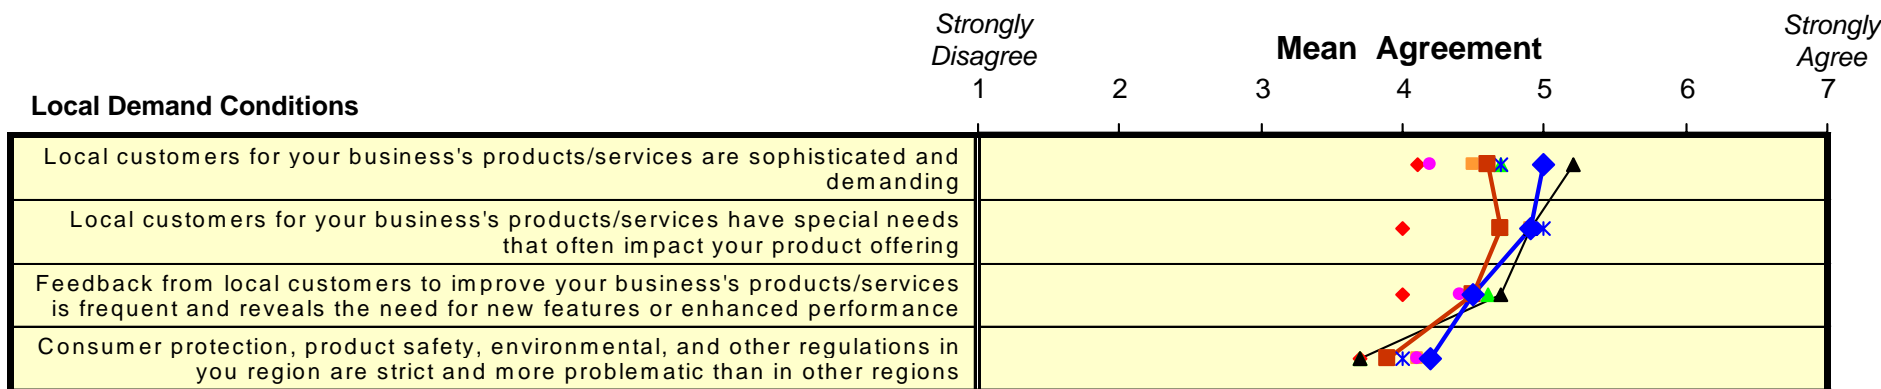 Strongly
Disagree
Mean Agreement
Strongly
Agree
1 2 3 4 5 6 7
Local Demand Conditions
Local customers for your business's products/services are sophisticated and
demanding
Local customers for your business's products/services have special needs
that often impact your product offering
Feedback from local customers to improve your business's products/services
is frequent and reveals the need for new features or enhanced performance
Consumer protection, product safety, environmental, and other regulations in
you region are strict and more problematic than in other regions